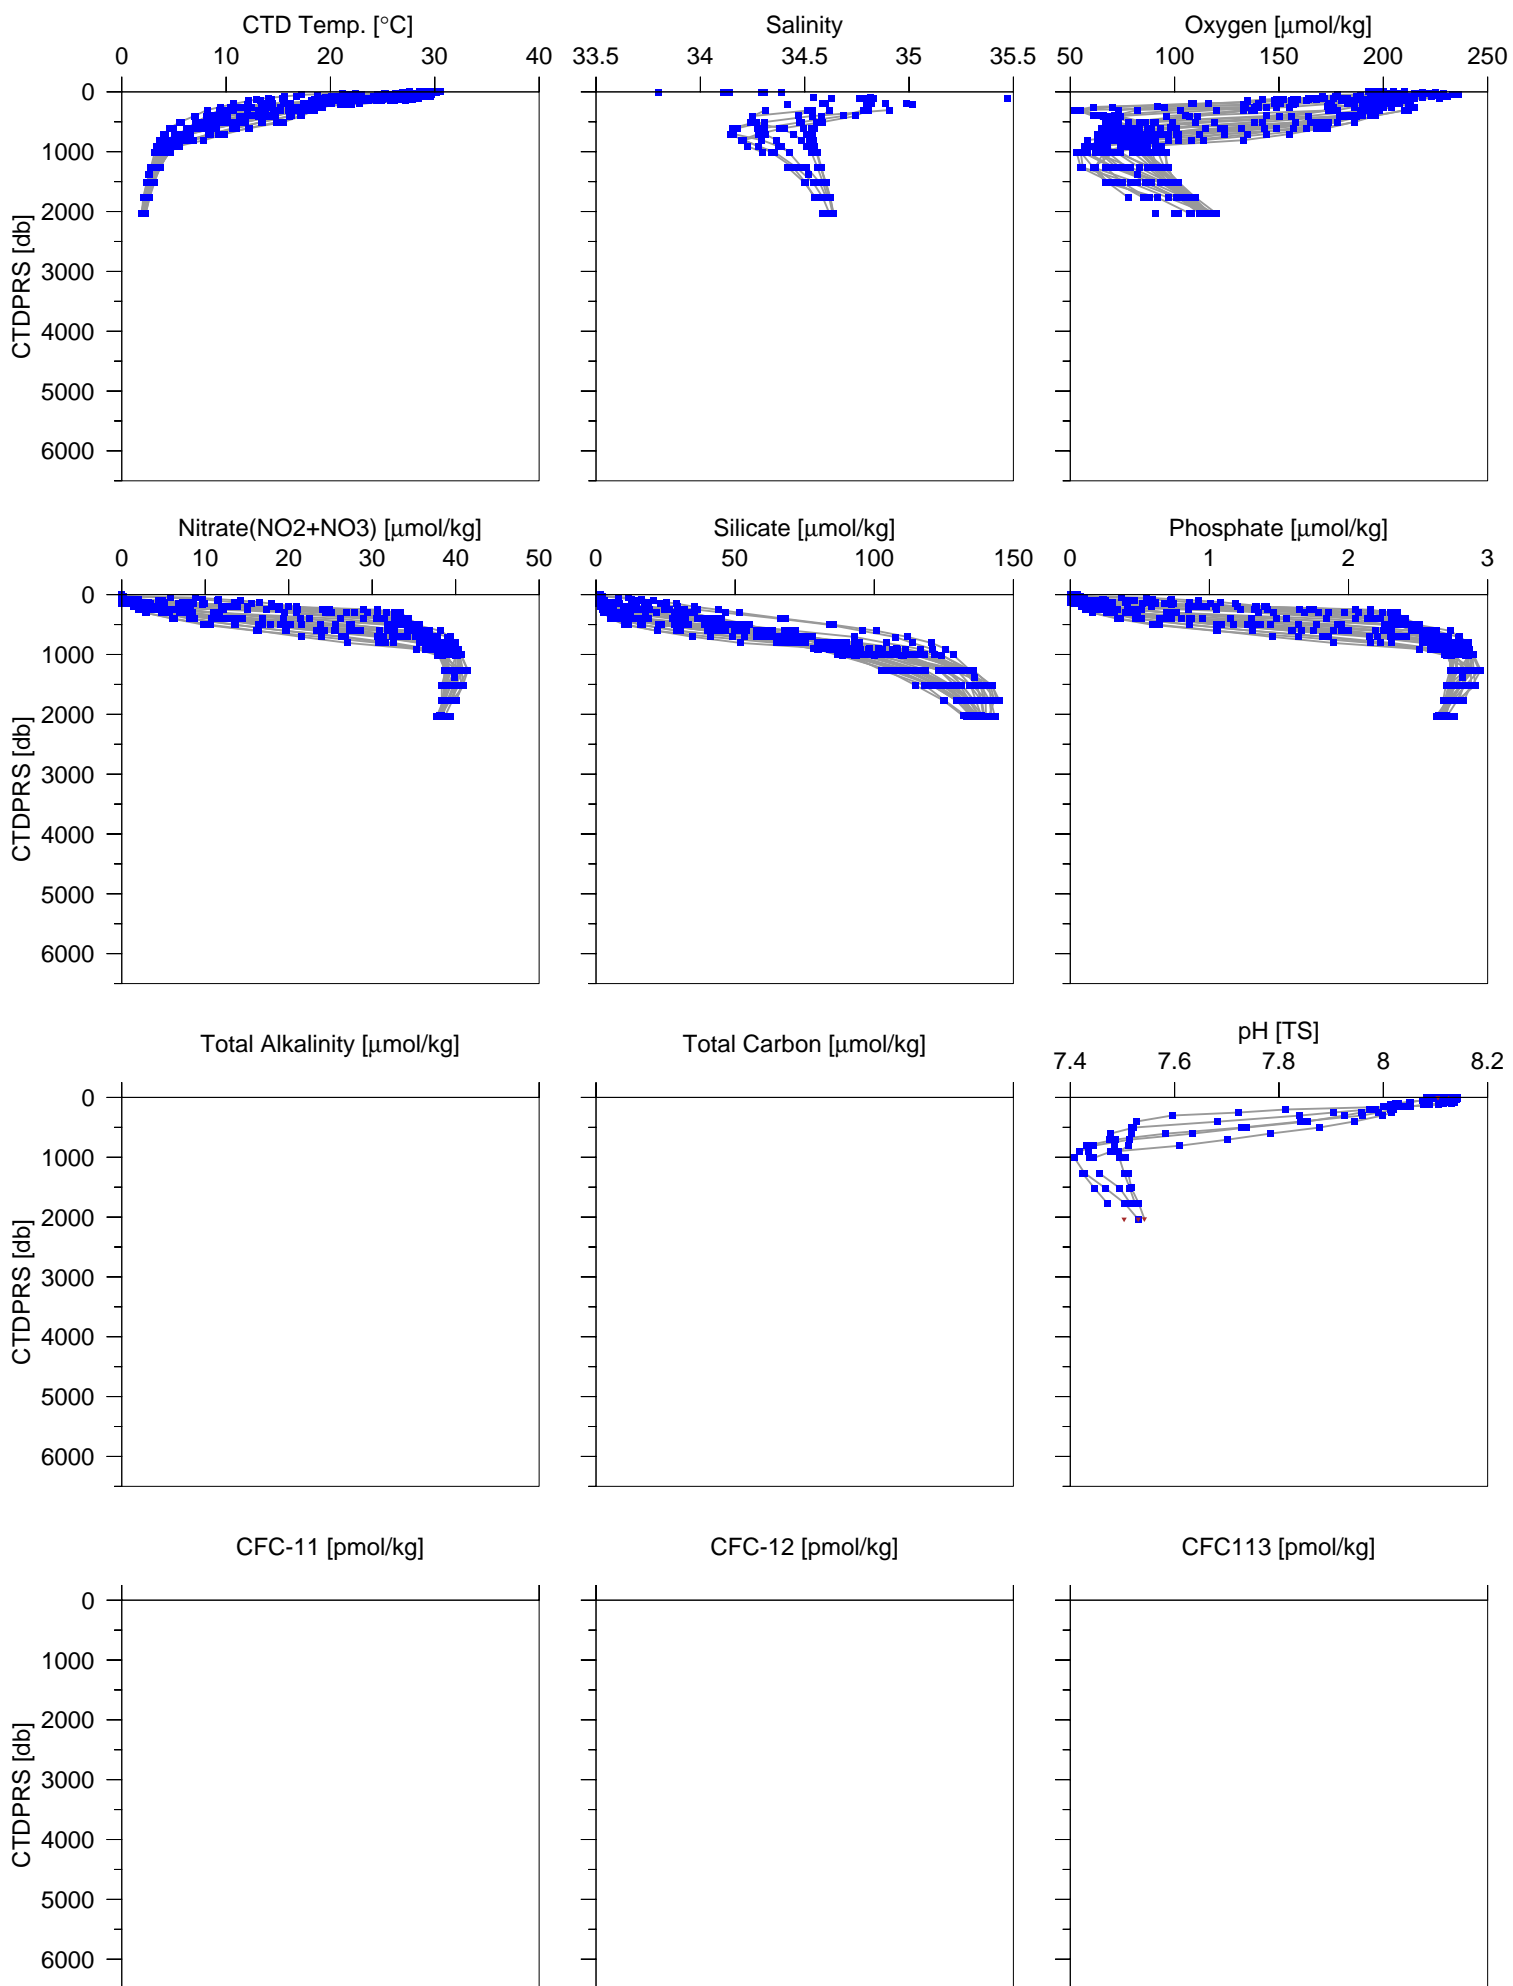 CTD Temp. [°C] Salinity Oxygen [μmol/kg]
0 10 20 30 40 33.5 34 34.5 35 35.5 50 100 150 200 250
0
1000
2000
3000
4000
5000
6000
CTDPRS [db]
Nitrate(NO2+NO3) [μmol/kg] Silicate [μmol/kg] Phosphate [μmol/kg]
0 10 20 30 40 50 0 50 100 150 0 1 2 3
0
1000
2000
3000
4000
5000
6000
CTDPRS [db]
Total Alkalinity [μmol/kg] Total Carbon [μmol/kg] pH [TS]
7.4 7.6 7.8 8 8.2
0
1000
2000
3000
4000
5000
6000
CTDPRS [db]
CFC-11 [pmol/kg] CFC-12 [pmol/kg] CFC113 [pmol/kg]
0
1000
2000
3000
4000
5000
6000
CTDPRS [db]